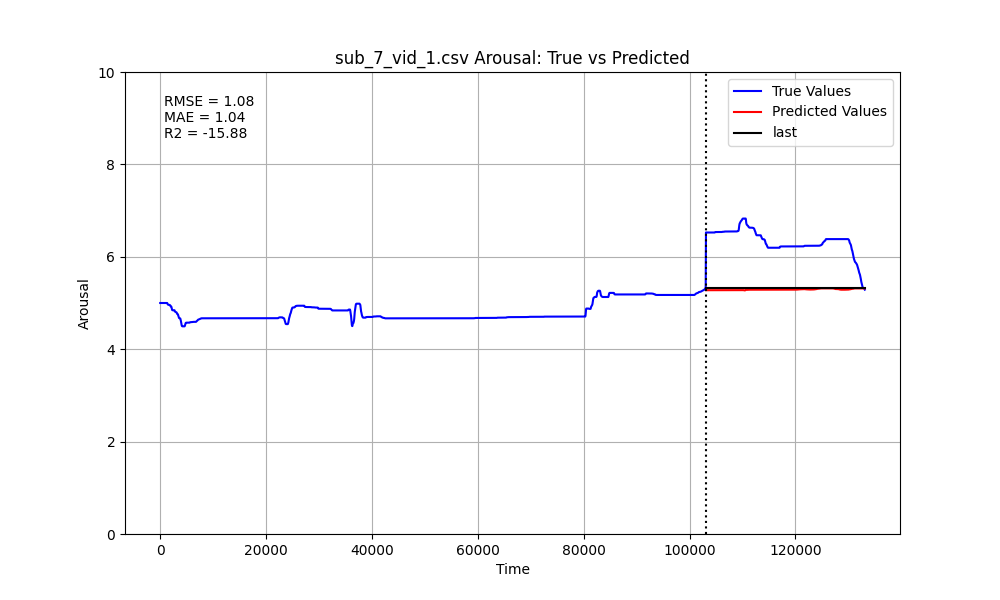 sub_7_vid_1.csv Arousal: True vs Predicted
RMSE = 1.08
MAE = 1.04
R2 = -15.88
True Values
Predicted Values
last
Arousal
10
8
6
4
2
0
0 20000 40000 60000 80000 100000 120000
Time